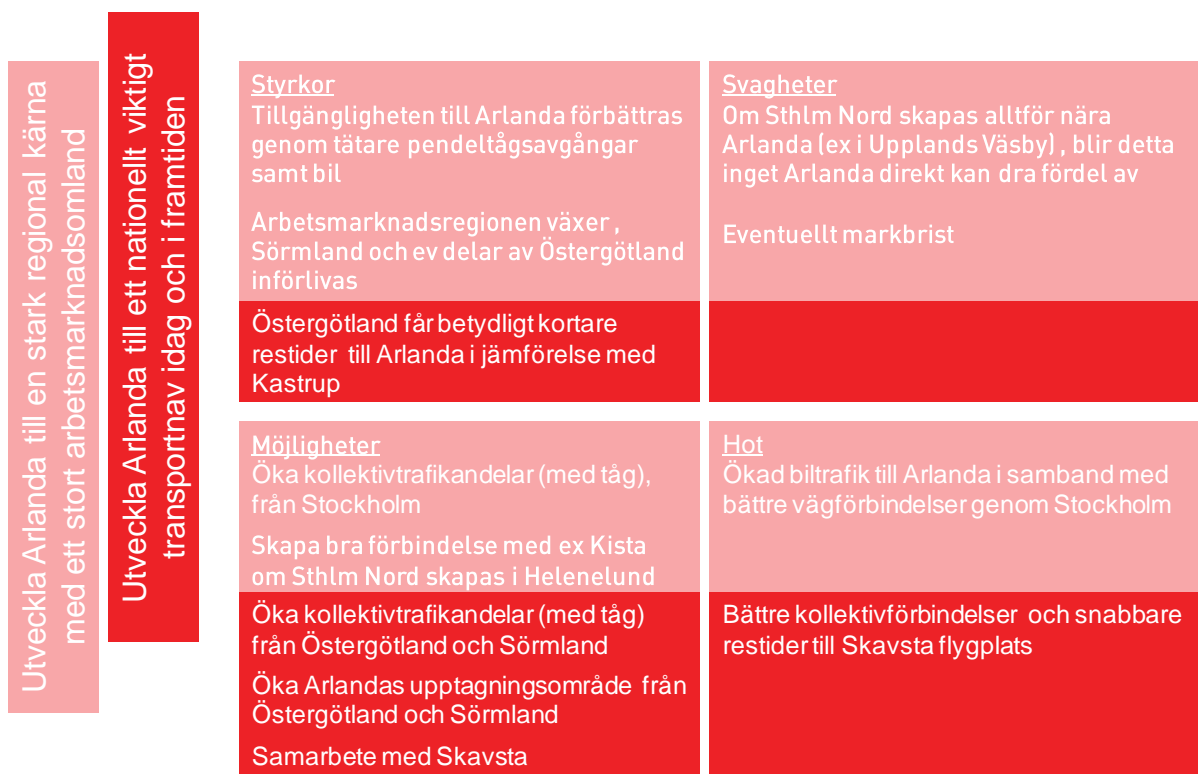 Utveckla Arlanda till en stark regional kärna
med ett stort arbetsmarknadsomland
Utveckla Arlanda till ett nationellt viktigt
transportnav idag och i framtiden
Styrkor
Tillgängligheten till Arlanda förbättras
genom tätare pendeltågsavgångar
samt bil
Arbetsmarknadsregionen växer ,
Sörmland och ev delar av Östergötland
införlivas
Östergötland får betydligt kortare
restider till Arlanda i jämförelse med
Kastrup
Svagheter
Om Sthlm Nord skapas alltför nära
Arlanda (ex i Upplands Väsby) , blir detta
inget Arlanda direkt kan dra fördel av
Eventuellt markbrist
Möjligheter
Öka kollektivtrafikandelar (med tåg),
från Stockholm
Skapa bra förbindelse med ex Kista
om Sthlm Nord skapas i Helenelund
Öka kollektivtrafikandelar (med tåg)
från Östergötland och Sörmland
Öka Arlandas upptagningsområde från
Östergötland och Sörmland
Samarbete med Skavsta
Hot
Ökad biltrafik till Arlanda i samband med
bättre vägförbindelser genom Stockholm
Bättre kollektivförbindelser och snabbare
restider till Skavsta flygplats